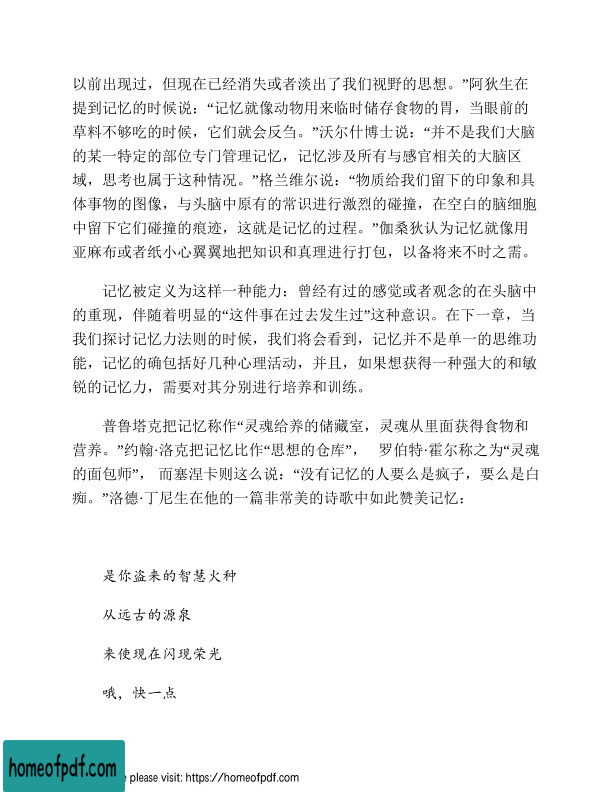 以前出现过，但现在已经消失或者淡出了我们视野的思想。”阿狄生在
提到记忆的时候说：“记忆就像动物用来临时储存食物的胃，当眼前的
草料不够吃的时候，它们就会反刍。”沃尔什博士说：“并不是我们大脑
的某一特定的部位专门管理记忆，记忆涉及所有与感官相关的大脑区
域，思考也属于这种情况。”格兰维尔说：“物质给我们留下的印象和具
体事物的图像，与头脑中原有的常识进行激烈的碰撞，在空白的脑细胞
中留下它们碰撞的痕迹，这就是记忆的过程。”伽桑狄认为记忆就像用
亚麻布或者纸小心翼翼地把知识和真理进行打包，以备将来不时之需。
记忆被定义为这样一种能力：曾经有过的感觉或者观念的在头脑中
的重现，伴随着明显的“这件事在过去发生过”这种意识。在下一章，当
我们探讨记忆力法则的时候，我们将会看到，记忆并不是单一的思维功
能，记忆的确包括好几种心理活动，并且，如果想获得一种强大的和敏
锐的记忆力，需要对其分别进行培养和训练。
普鲁塔克把记忆称作“灵魂给养的储藏室，灵魂从里面获得食物和
营养。”约翰·洛克把记忆比作“思想的仓库”， 罗伯特·霍尔称之为“灵魂
的面包师”， 而塞涅卡则这么说：“没有记忆的人要么是疯子，要么是白
痴。”洛德·丁尼生在他的一篇非常美的诗歌中如此赞美记忆：
是你盗来的智慧火种
从远古的源泉
来使现在闪现荣光
哦，快一点
homeofpdf.com
e please visit: https://homeofpdf.com